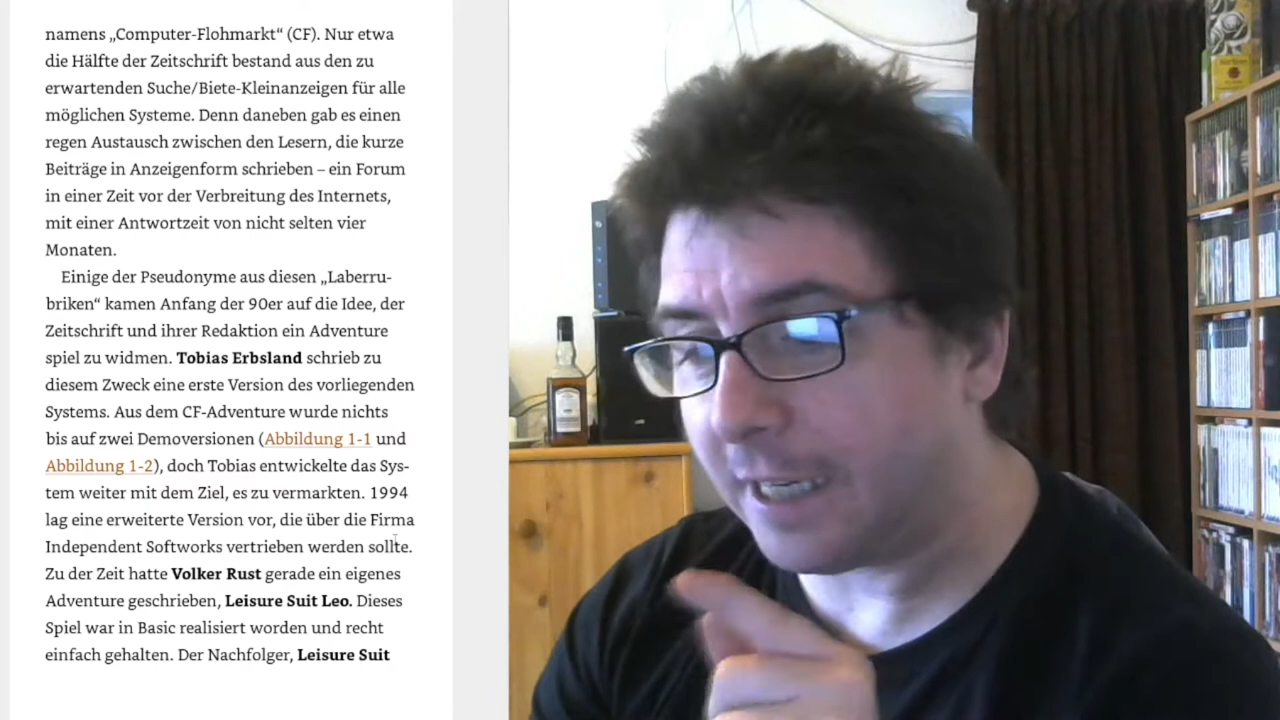 namens „Computer-Flohmarkt“ (CF). Nur etwa
die Hälfte der Zeitschrift bestand aus den zu
erwartenden Suche/Biete-Kleinanzeigen für alle
möglichen Systeme. Denn daneben gab es einen
regen Austausch zwischen den Lesern, die kurze
Beiträge in Anzeigenform schrieben – ein Forum
in einer Zeit vor der Verbreitung des Internets,
mit einer Antwortzeit von nicht selten vier
Monaten.
Einige der Pseudonyme aus diesen „Laberru-
briken“ kamen Anfang der 90er auf die Idee, der
Zeitschrift und ihrer Redaktion ein Adventure
spiel zu widmen. Tobias Erbsland schrieb zu
diesem Zweck eine erste Version des vorliegenden
Systems. Aus dem CF-Adventure wurde nichts
bis auf zwei Demoversionen (Abbildung 1-1 und
Abbildung 1-2), doch Tobias entwickelte das Sys-
tem weiter mit dem Ziel, es zu vermarkten. 1994
lag eine erweiterte Version vor, die über die Firma
Independent Softworks vertrieben werden sollte.
Zu der Zeit hatte Volker Rust gerade ein eigenes
Adventure geschrieben, Leisure Suit Leo. Dieses
Spiel war in Basic realisiert worden und recht
einfach gehalten. Der Nachfolger, Leisure Suit